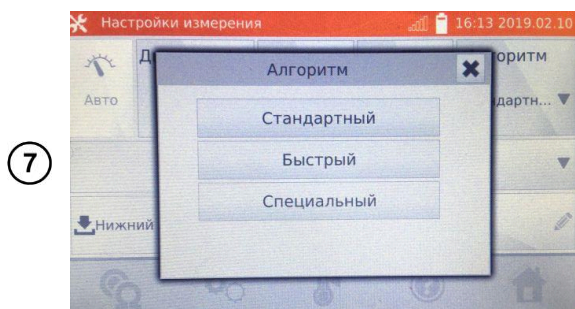 Настройки измерения 16:13 2019.02.10
Алгоритм
Авто
Стандартный
Быстрый
Специальный
Нижний
7